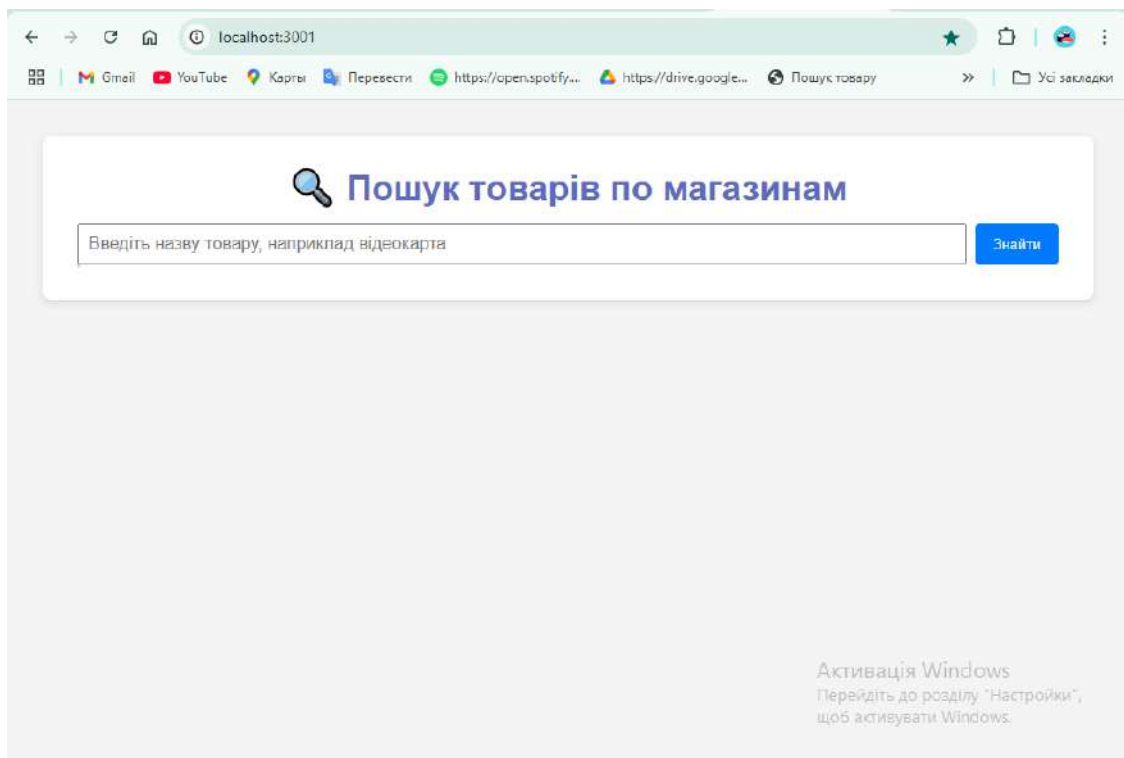 localhost:3001
Gmail YouTube Карты Перевести https://open.spotify... https://drive.google... Пошук товару » Усі закладки
Пошук товарів по магазинам
Введіть назву товару, наприклад відеокарта Знайти
Активація Windows
Перейдіть до розділу "Настройки",
щоб активувати Windows.